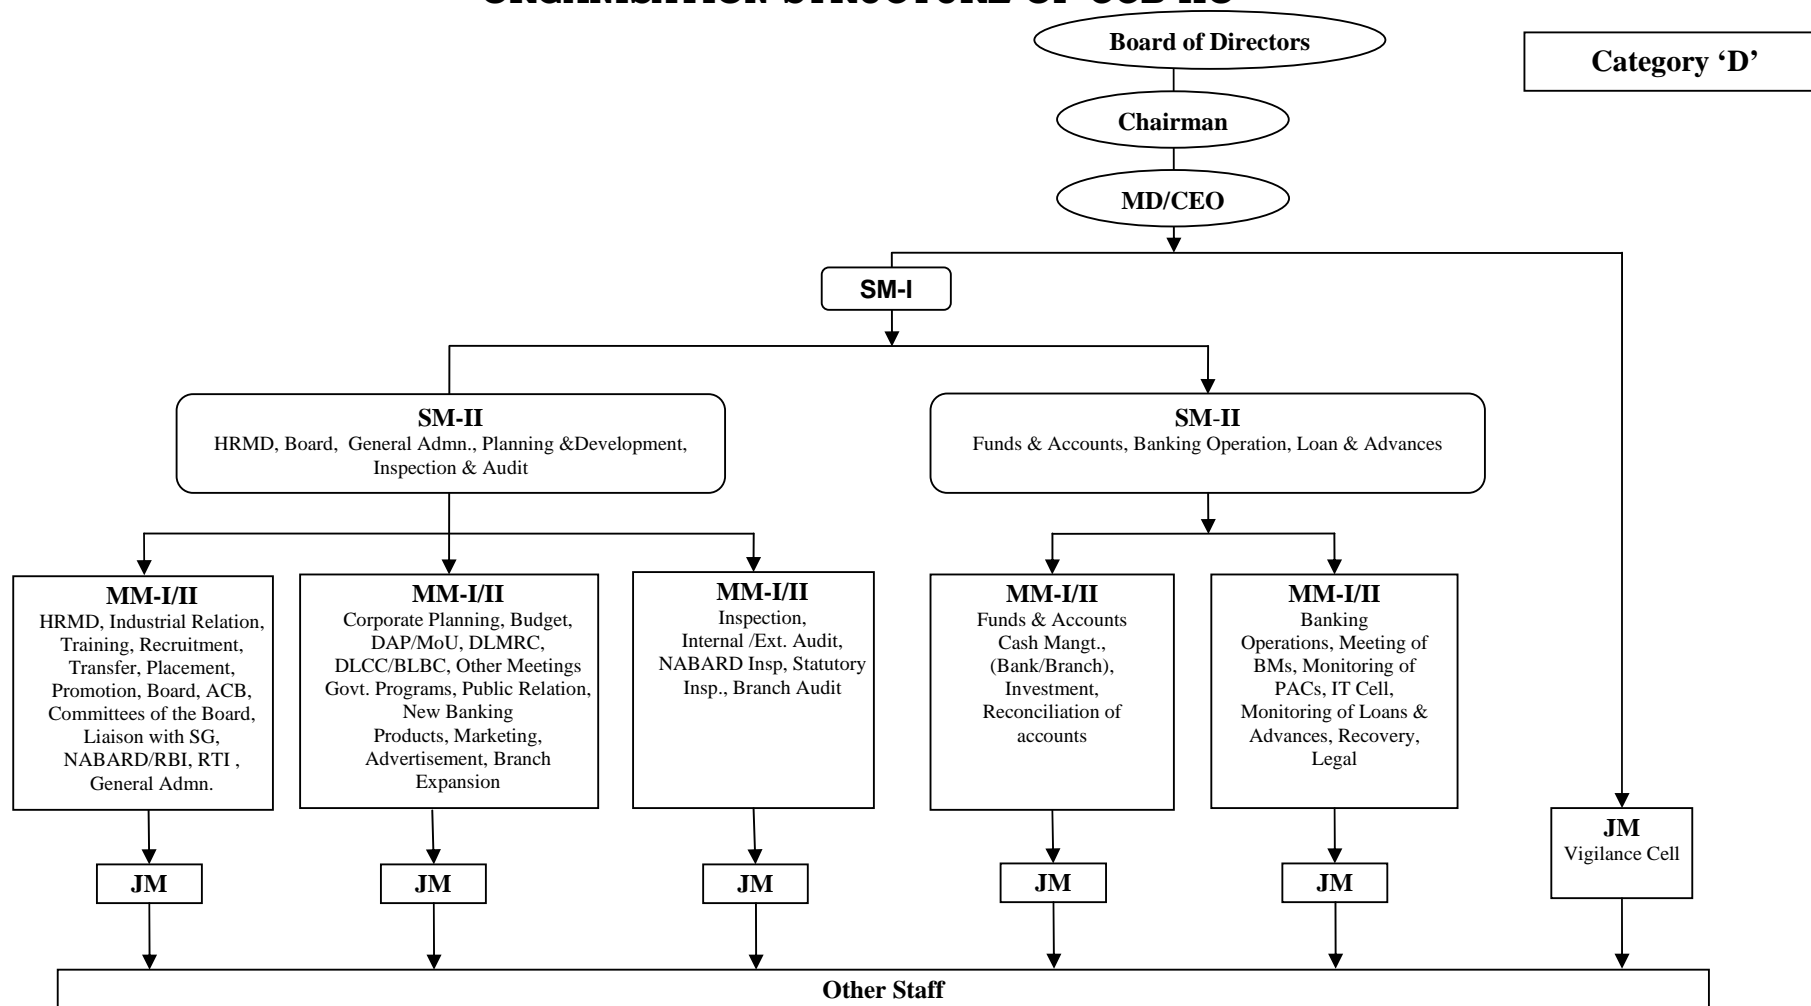 Board of Directors
Category ‘D’
Chairman
MD/CEO
SM-I
SM-II
HRMD, Board, General Admn., Planning &Development,
Inspection & Audit
SM-II
Funds & Accounts, Banking Operation, Loan & Advances
MM-I/II
HRMD, Industrial Relation,
Training, Recruitment,
Transfer, Placement,
Promotion, Board, ACB,
Committees of the Board,
Liaison with SG,
NABARD/RBI, RTI ,
General Admn.
MM-I/II
Corporate Planning, Budget,
DAP/MoU, DLMRC,
DLCC/BLBC, Other Meetings
Govt. Programs, Public Relation,
New Banking
Products, Marketing,
Advertisement, Branch
Expansion
MM-I/II
Inspection,
Internal /Ext. Audit,
NABARD Insp, Statutory
Insp., Branch Audit
MM-I/II
Funds & Accounts
Cash Mangt.,
(Bank/Branch),
Investment,
Reconciliation of
accounts
MM-I/II
Banking
Operations, Meeting of
BMs, Monitoring of
PACs, IT Cell,
Monitoring of Loans &
Advances, Recovery,
Legal
JM
Vigilance Cell
JM
JM
JM
JM
JM
Other Staff